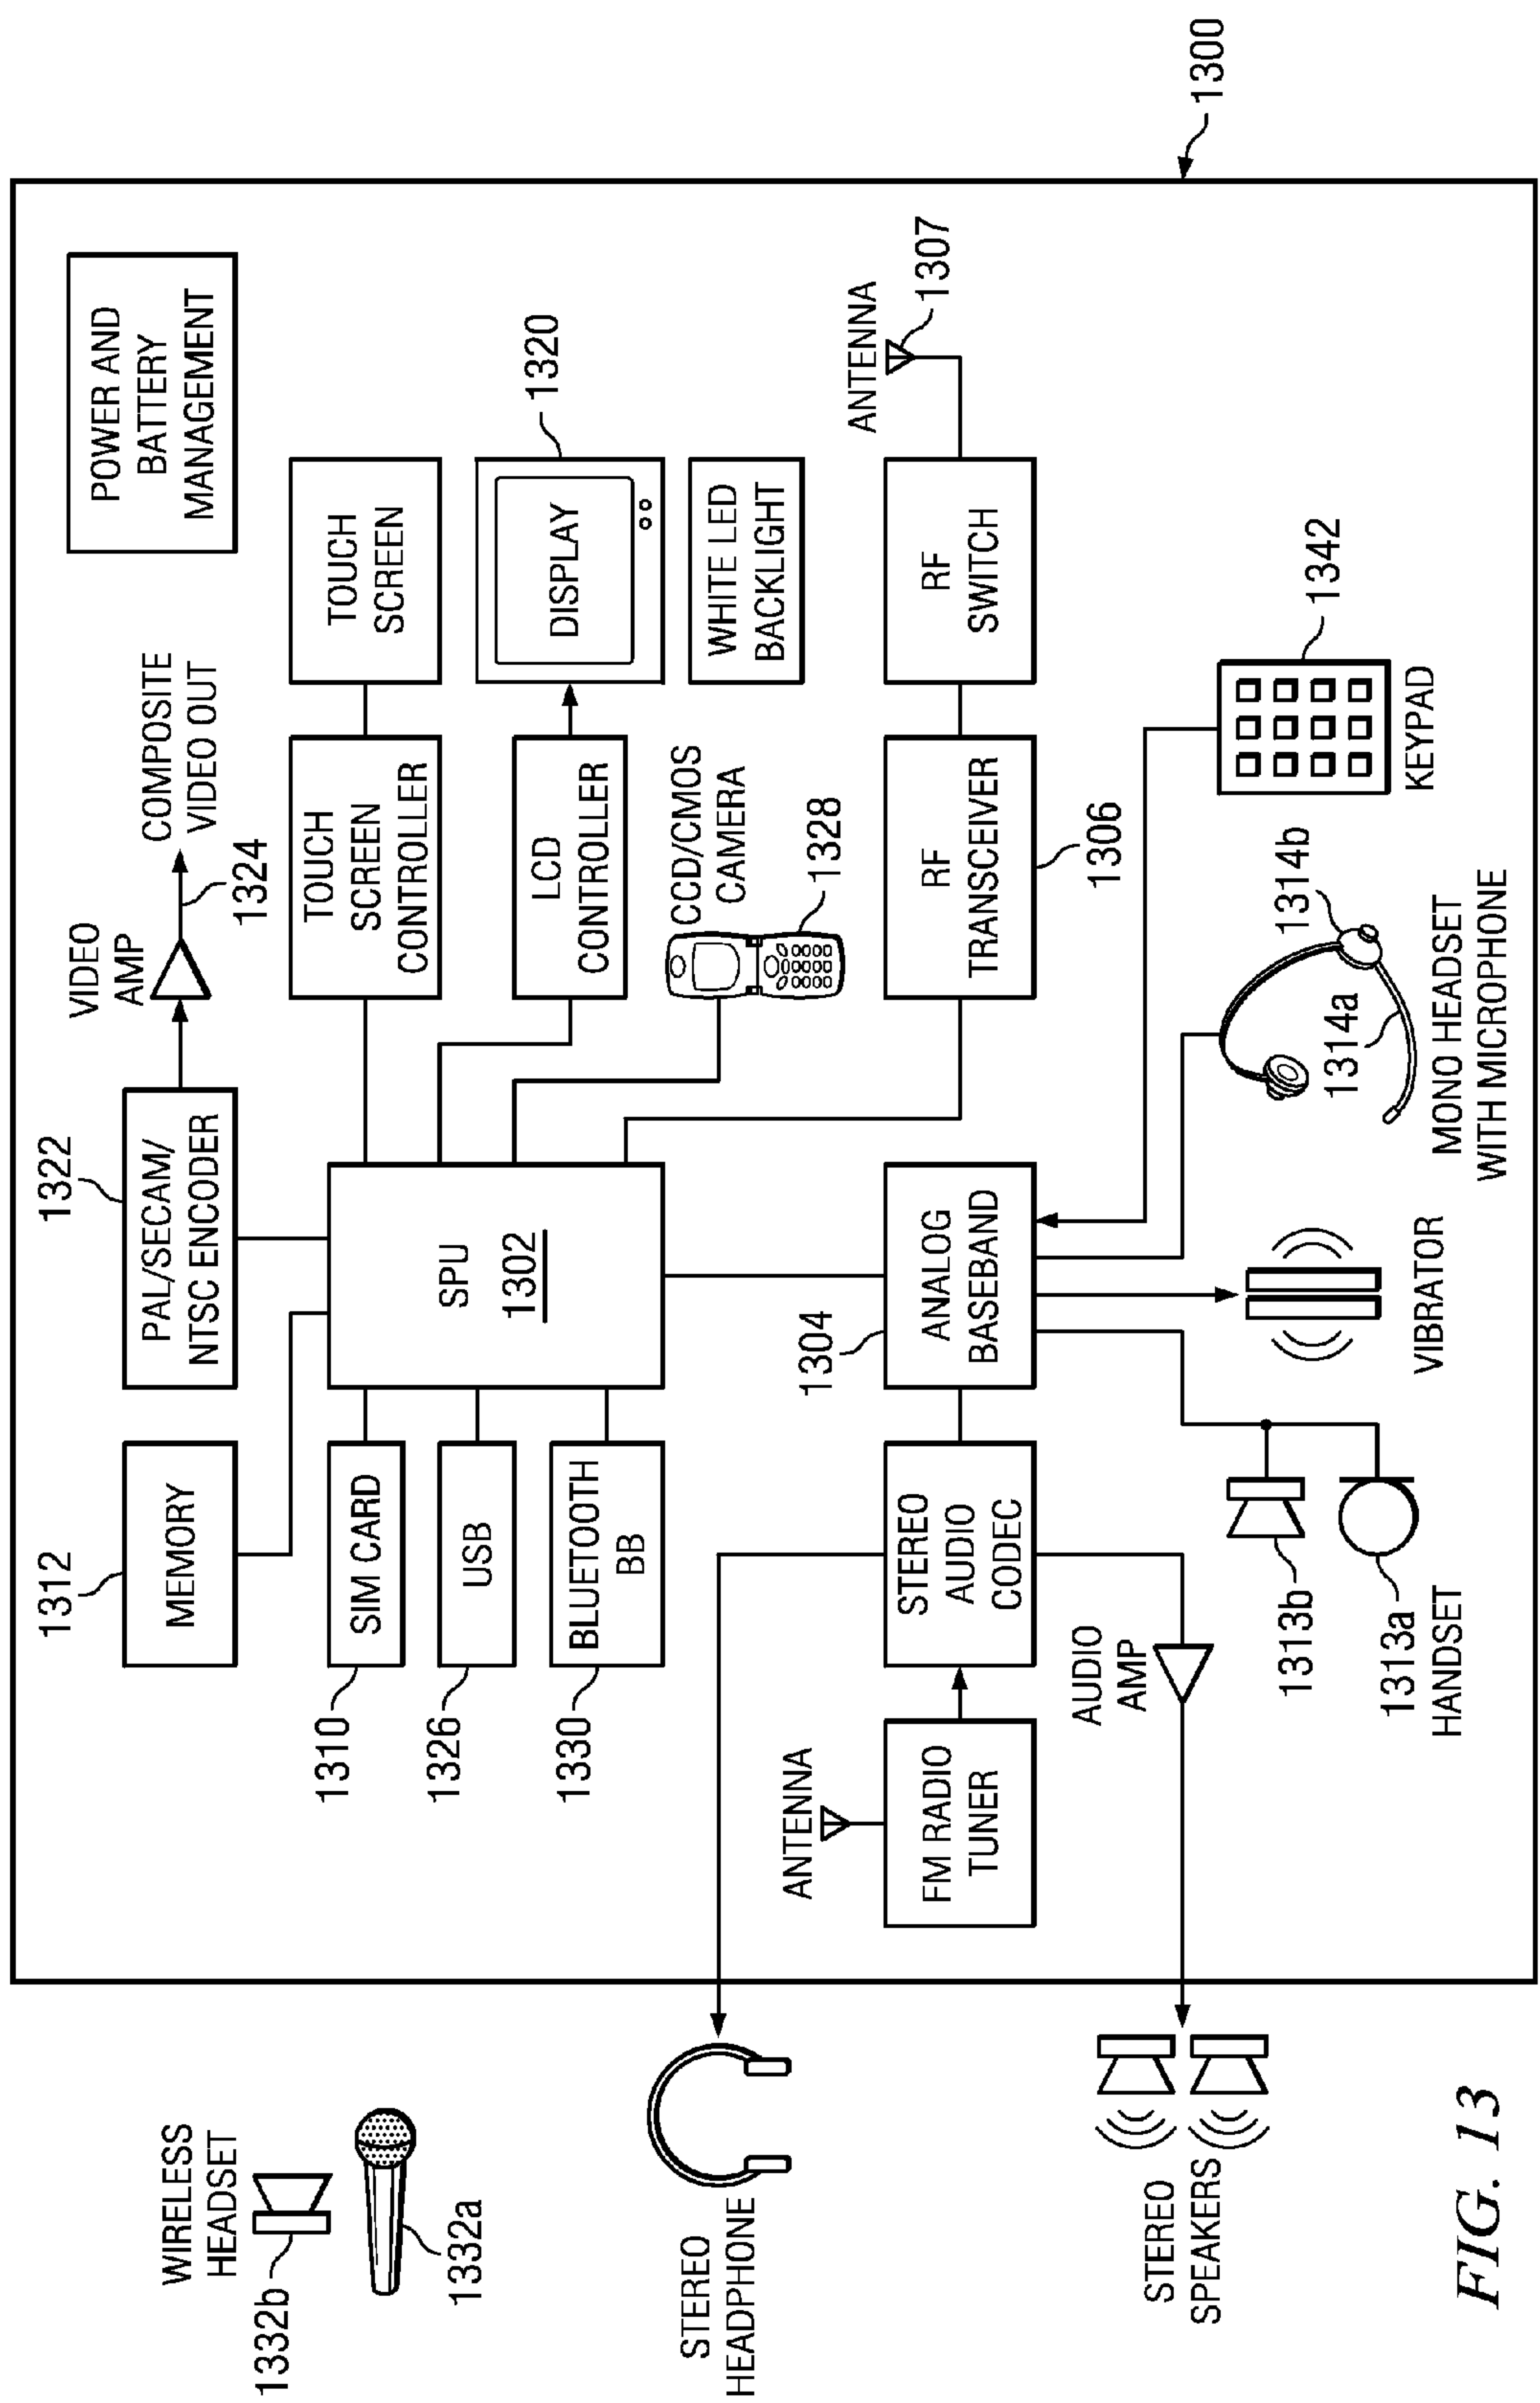 1300
POWER AND
BATTERY
MANAGEMENT
COMPOSITE
VIDEO OUT
VIDEO
AMP
1324
1322
PAL/SECAM/
NTSC ENCODER
1312
MEMORY
TOUCH
SCREEN
TOUCH
SCREEN
CONTROLLER
1320
DISPLAY
LCD
CONTROLLER
WHITE LED
BACKLIGHT
CCD/CMOS
CAMERA
1328
SPU
1302
SIM CARD
1310
USB
1326
BLUETOOTH
BB
1330
ANTENNA
1307
RF
SWITCH
RF
TRANSCEIVER
1306
1304
ANALOG
BASEBAND
STEREO
AUDIO
CODEC
ANTENNA
FM RADIO
TUNER
AUDIO
AMP
1342
KEYPAD
1314b
1314a
MONO HEADSET
WITH MICROPHONE
VIBRATOR
1313b
1313a
HANDSET
WIRELESS
HEADSET
1332b
1332a
STEREO
HEADPHONE
STEREO
SPEAKERS
FIG. 13